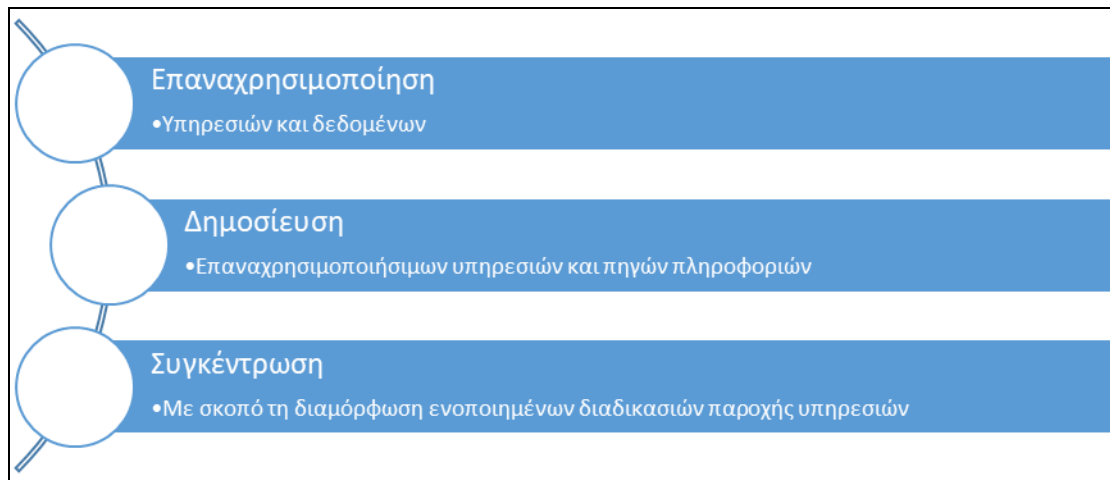 Επαναχρησιμοποίηση
•Υπηρεσιών και δεδομένων
Δημοσίευση
•Επαναχρησιμοποιήσιμων υπηρεσιών και πηγών πληροφοριών
Συγκέντρωση
•Με σκοπό τη διαμόρφωση ενοποιημένων διαδικασιών παροχής υπηρεσιών